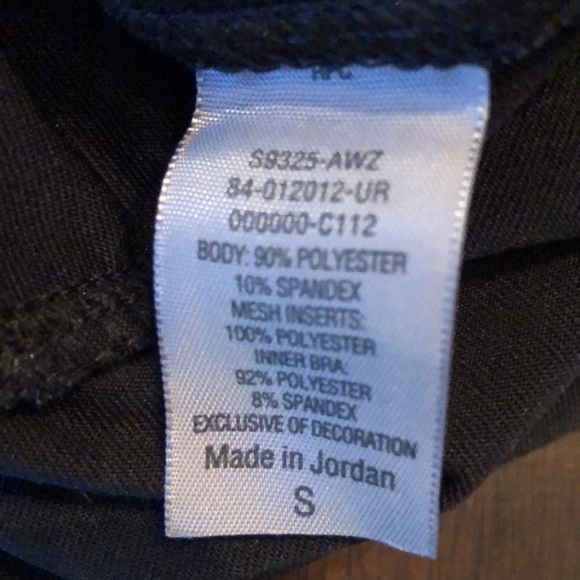 S9325-AWZ
84-012012-UR
000000-C112
BODY: 90% POLYESTER
10% SPANDEX
MESH INSERTS:
100% POLYESTER
INNER BRA:
92% POLYESTER
8% SPANDEX
EXCLUSIVE OF DECORATION
Made in Jordan
S